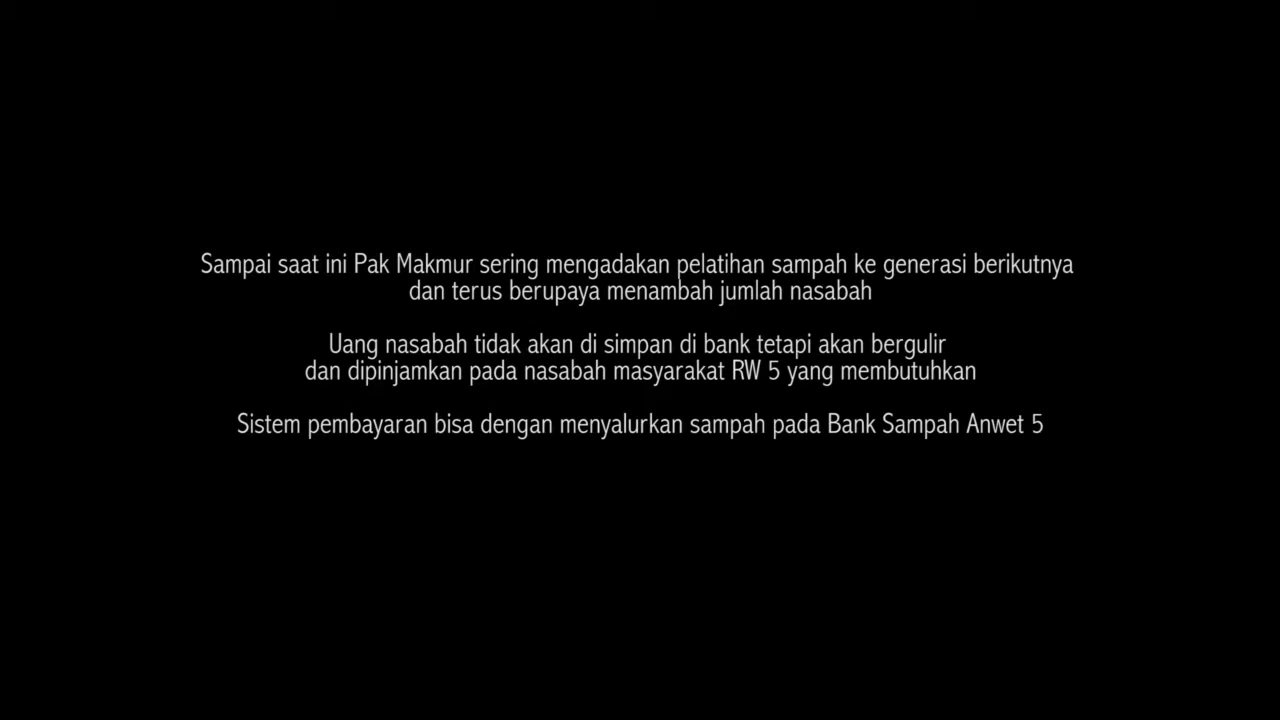 Sampai saat ini Pak Makmur sering mengadakan pelatihan sampah ke generasi berikutnya
dan terus berupaya menambah jumlah nasabah
Uang nasabah tidak akan di simpan di bank tetapi akan bergulir
dan dipinjamkan pada nasabah masyarakat RW 5 yang membutuhkan
Sistem pembayaran bisa dengan menyalurkan sampah pada Bank Sampah Anwet 5